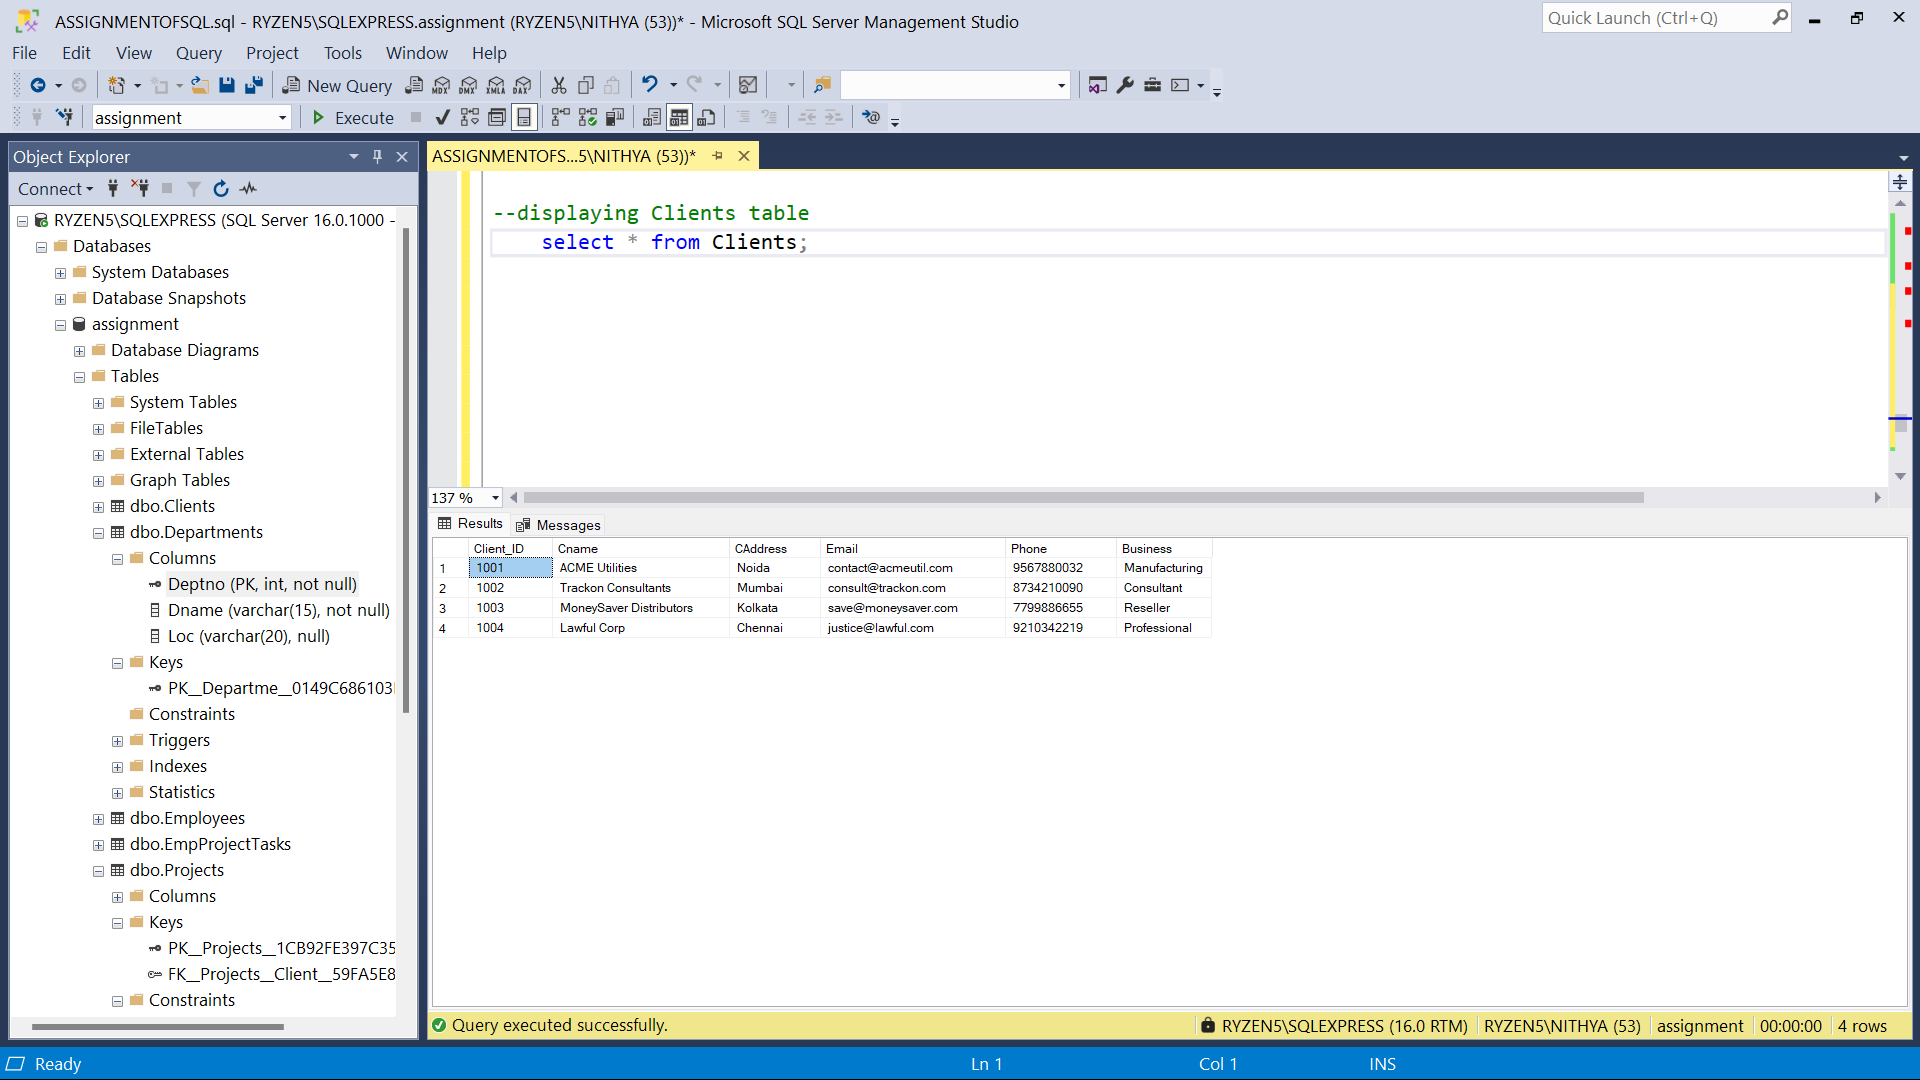 ASSIGNMENTOFSQL.sql - RYZEN5\SQLEXPRESS.assignment (RYZEN5\NITHYA (53))* - Microsoft SQL Server Management Studio
Quick Launch (Ctrl+Q)
File Edit View Query Project Tools Window Help
New Query MDX DMX XMLA DAX
assignment Execute
Object Explorer
Connect
RYZEN5\SQLEXPRESS (SQL Server 16.0.1000 -
Databases
System Databases
Database Snapshots
assignment
Database Diagrams
Tables
System Tables
FileTables
External Tables
Graph Tables
dbo.Clients
dbo.Departments
Columns
Deptno (PK, int, not null)
Dname (varchar(15), not null)
Loc (varchar(20), null)
Keys
PK__Departme__0149C686103
Constraints
Triggers
Indexes
Statistics
dbo.Employees
dbo.EmpProjectTasks
dbo.Projects
Columns
Keys
PK__Projects__1CB92FE397C35
FK__Projects__Client__59FA5E8
Constraints
ASSIGNMENTOFS...5\NITHYA (53))*
--displaying Clients table
select * from Clients;
137 %
Results Messages
Client_ID Cname CAddress Email Phone Business
1 1001 ACME Utilities Noida contact@acmeutil.com 9567880032 Manufacturing
2 1002 Trackon Consultants Mumbai consult@trackon.com 8734210090 Consultant
3 1003 MoneySaver Distributors Kolkata save@moneysaver.com 7799886655 Reseller
4 1004 Lawful Corp Chennai justice@lawful.com 9210342219 Professional
Query executed successfully. RYZEN5\SQLEXPRESS (16.0 RTM) RYZEN5\NITHYA (53) assignment 00:00:00 4 rows
Ready Ln 1 Col 1 INS